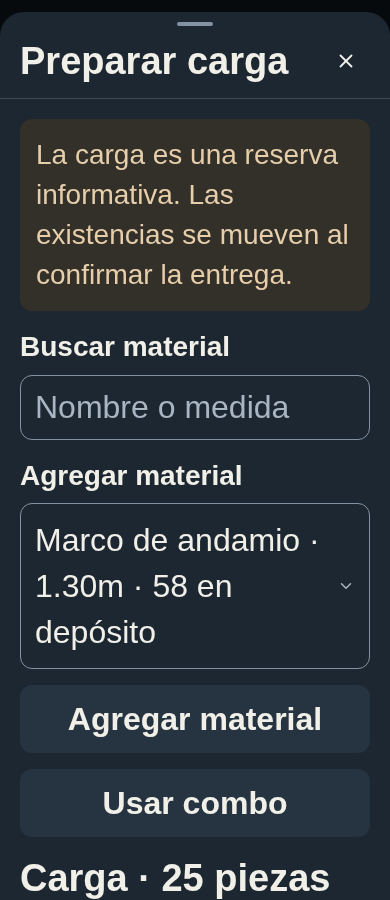 Preparar carga ×
La carga es una reserva
informativa. Las
existencias se mueven al
confirmar la entrega.
Buscar material
Nombre o medida
Agregar material
Marco de andamio ·
1.30m · 58 en
depósito
Agregar material
Usar combo
Carga · 25 piezas